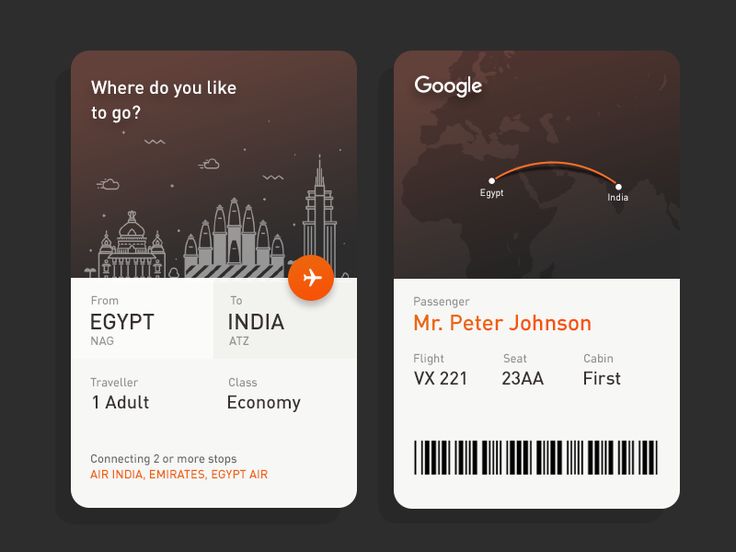 Where do you like
to go?
From
To
EGYPT
INDIA
NAG
ATZ
Traveller
Class
1 Adult
Economy
Connecting 2 or more stops
AIR INDIA, EMIRATES, EGYPT AIR
Google
Egypt
India
Passenger
Mr. Peter Johnson
Flight
Seat
Cabin
VX 221
23AA
First